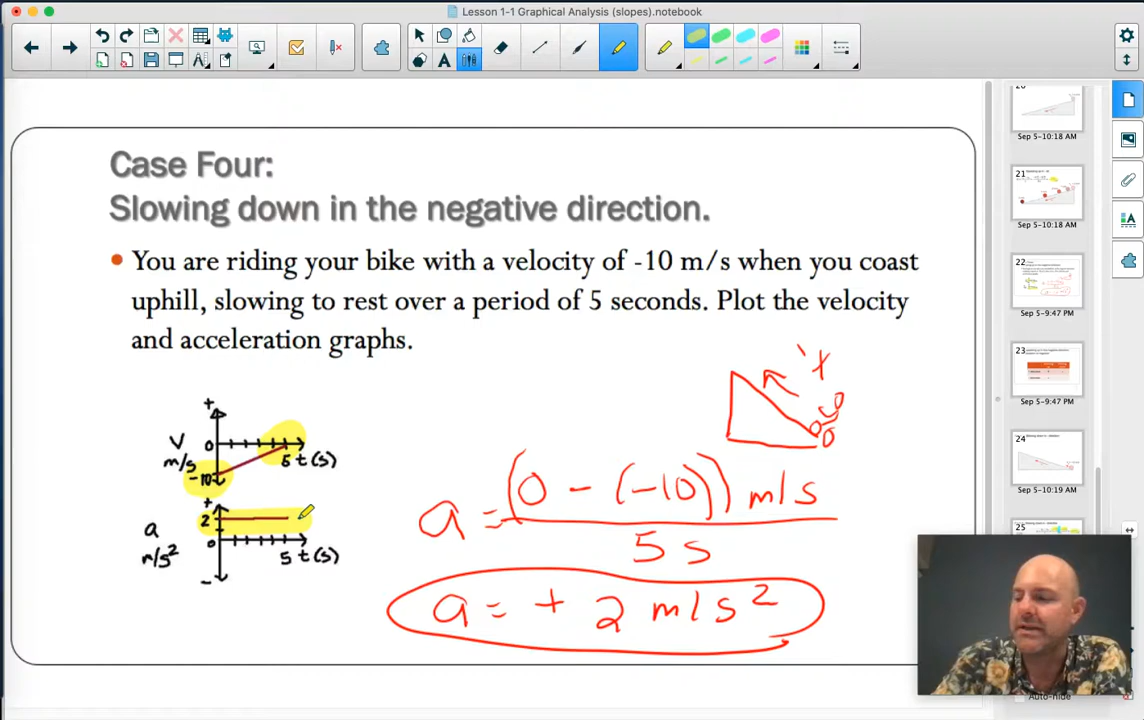 Lesson 1-1 Graphical Analysis (slopes).notebook
Case Four:
Slowing down in the negative direction.
• You are riding your bike with a velocity of -10 m/s when you coast
uphill, slowing to rest over a period of 5 seconds. Plot the velocity
and acceleration graphs.
+
V
m/s
0
-10
5 t(s)
+
2
a
m/s²
0
5 t(s)
-
a = (0 - (-10)) m/s
5 s
a = + 2 m/s²
Sep 5-10:18 AM
21
Sep 5-10:18 AM
22
Sep 5-9:47 PM
23
Sep 5-9:47 PM
24
Sep 5-10:19 AM
25
Auto-hide